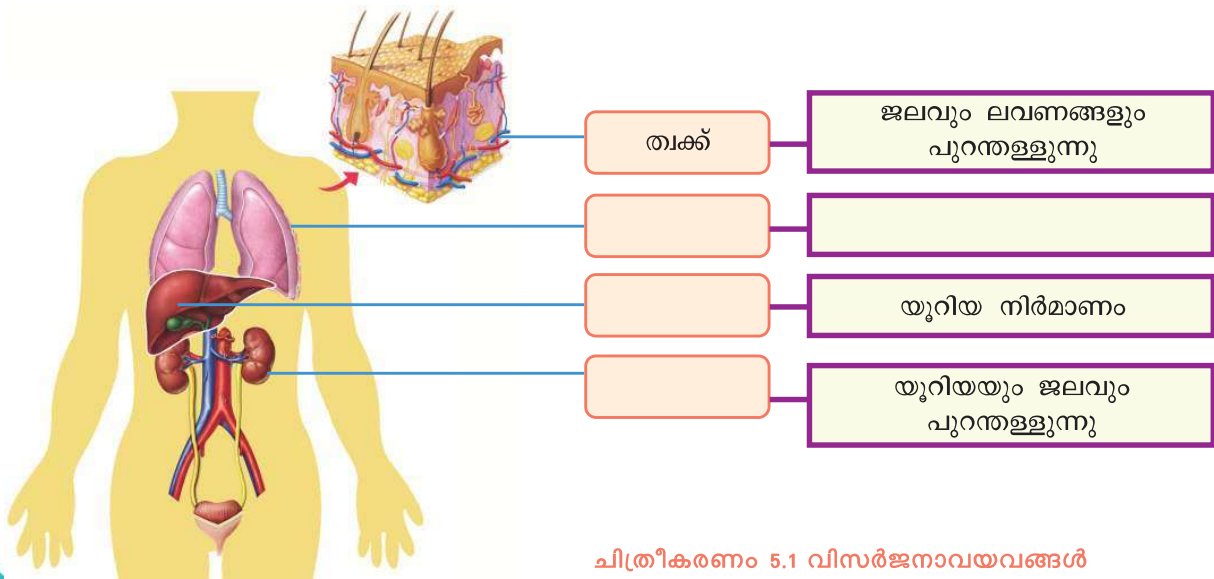 ത്വക്ക്
ജലവും ലവണങ്ങളും
പുറന്തള്ളുന്നു
യൂറിയ നിർമാണം
യൂറിയയും ജലവും
പുറന്തള്ളുന്നു
ചിത്രീകരണം 5.1 വിസർജനാവയവങ്ങൾ